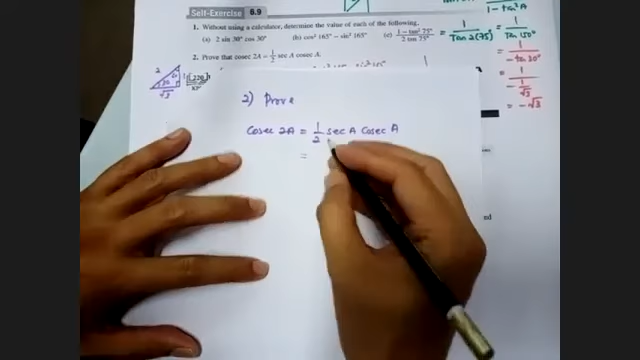 Self-Exercise 6.9
1. Without using a calculator, determine the value of each of the following.
(a) 2 sin 30° cos 30° (b) cos² 165° – sin² 165° (c) 1 – tan² 75° / 2 tan 75° = 1 / Tan 2(75) = 1 / tan 150°
1 – tan² A
2. Prove that cosec 2A = 1/2 sec A cosec A.
= 1 / – tan 30°
= 1 / – 1/√3
= – √3
2
√3
2) Prove
Cosec 2A = 1/2 sec A Cosec A
=